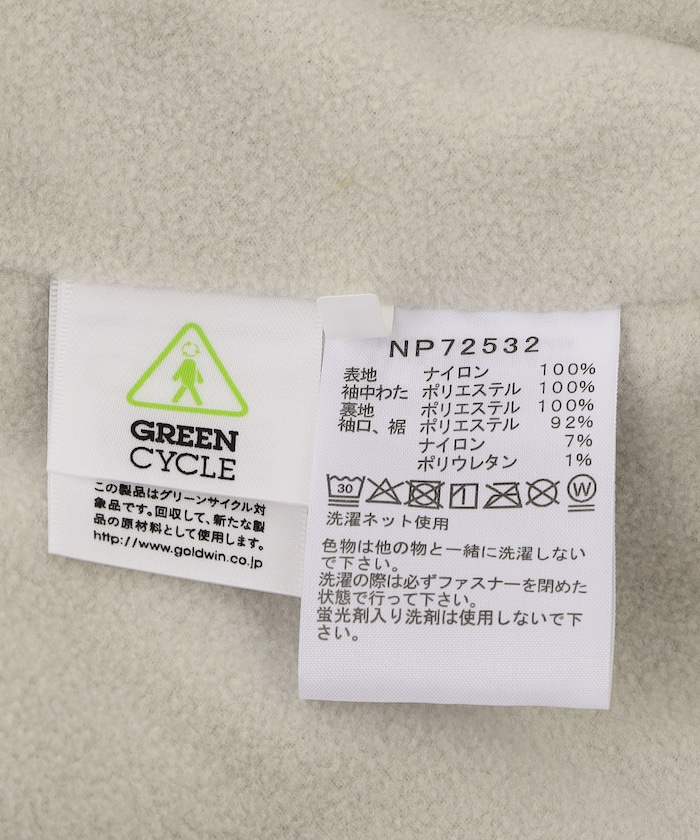 GREEN
CYCLE
この製品はグリーンサイクル対
象品です。回収して、新たな製
品の原材料として使用します。
http://www.goldwin.co.jp
NP72532
表地 ナイロン 100%
袖中わた ポリエステル 100%
裏地 ポリエステル 100%
袖口、裾 ポリエステル 92%
ナイロン 7%
ポリウレタン 1%
30 W
洗濯ネット使用
色物は他の物と一緒に洗濯しない
で下さい。
洗濯の際は必ずファスナーを閉めた
状態で行って下さい。
蛍光剤入り洗剤は使用しないで下
さい。